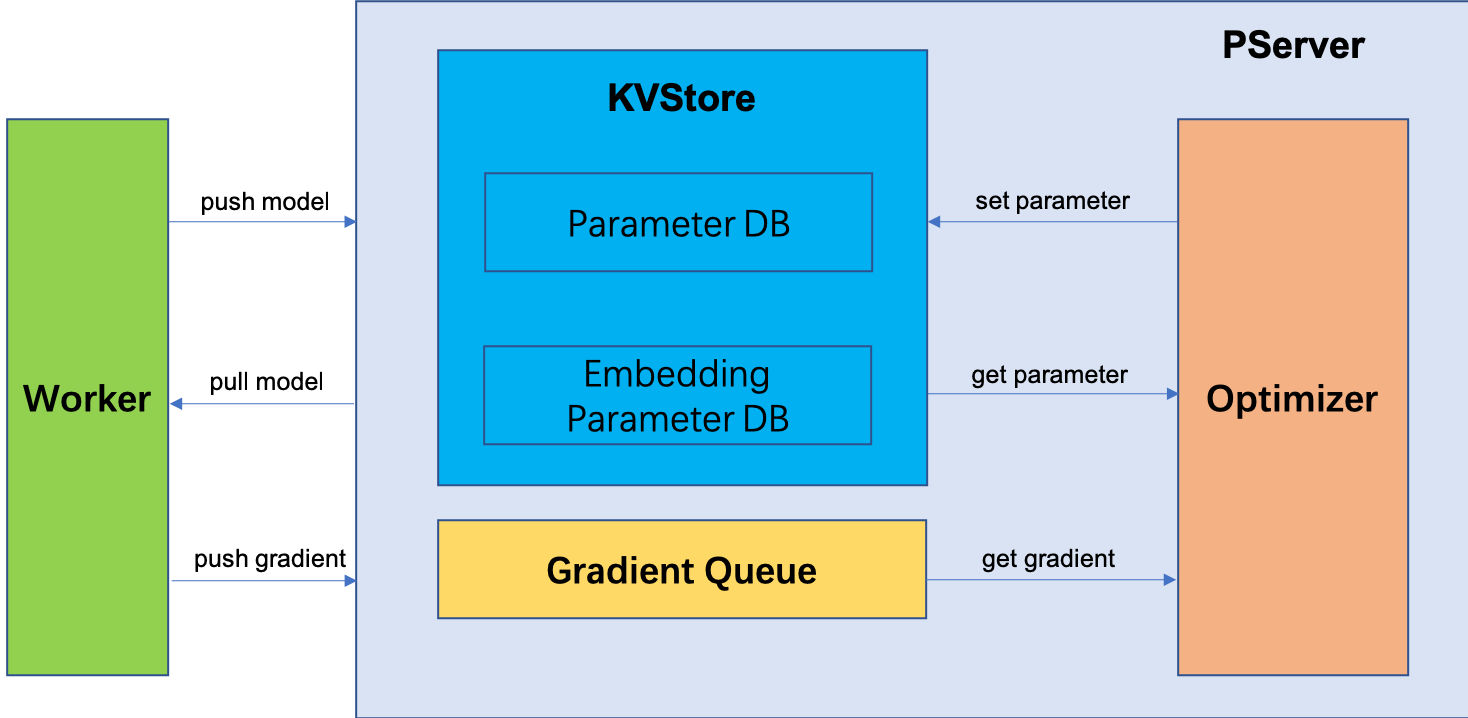 PServer
KVStore
push model
Parameter DB
set parameter
Worker
pull model
Embedding
Parameter DB
get parameter
Optimizer
push gradient
Gradient Queue
get gradient